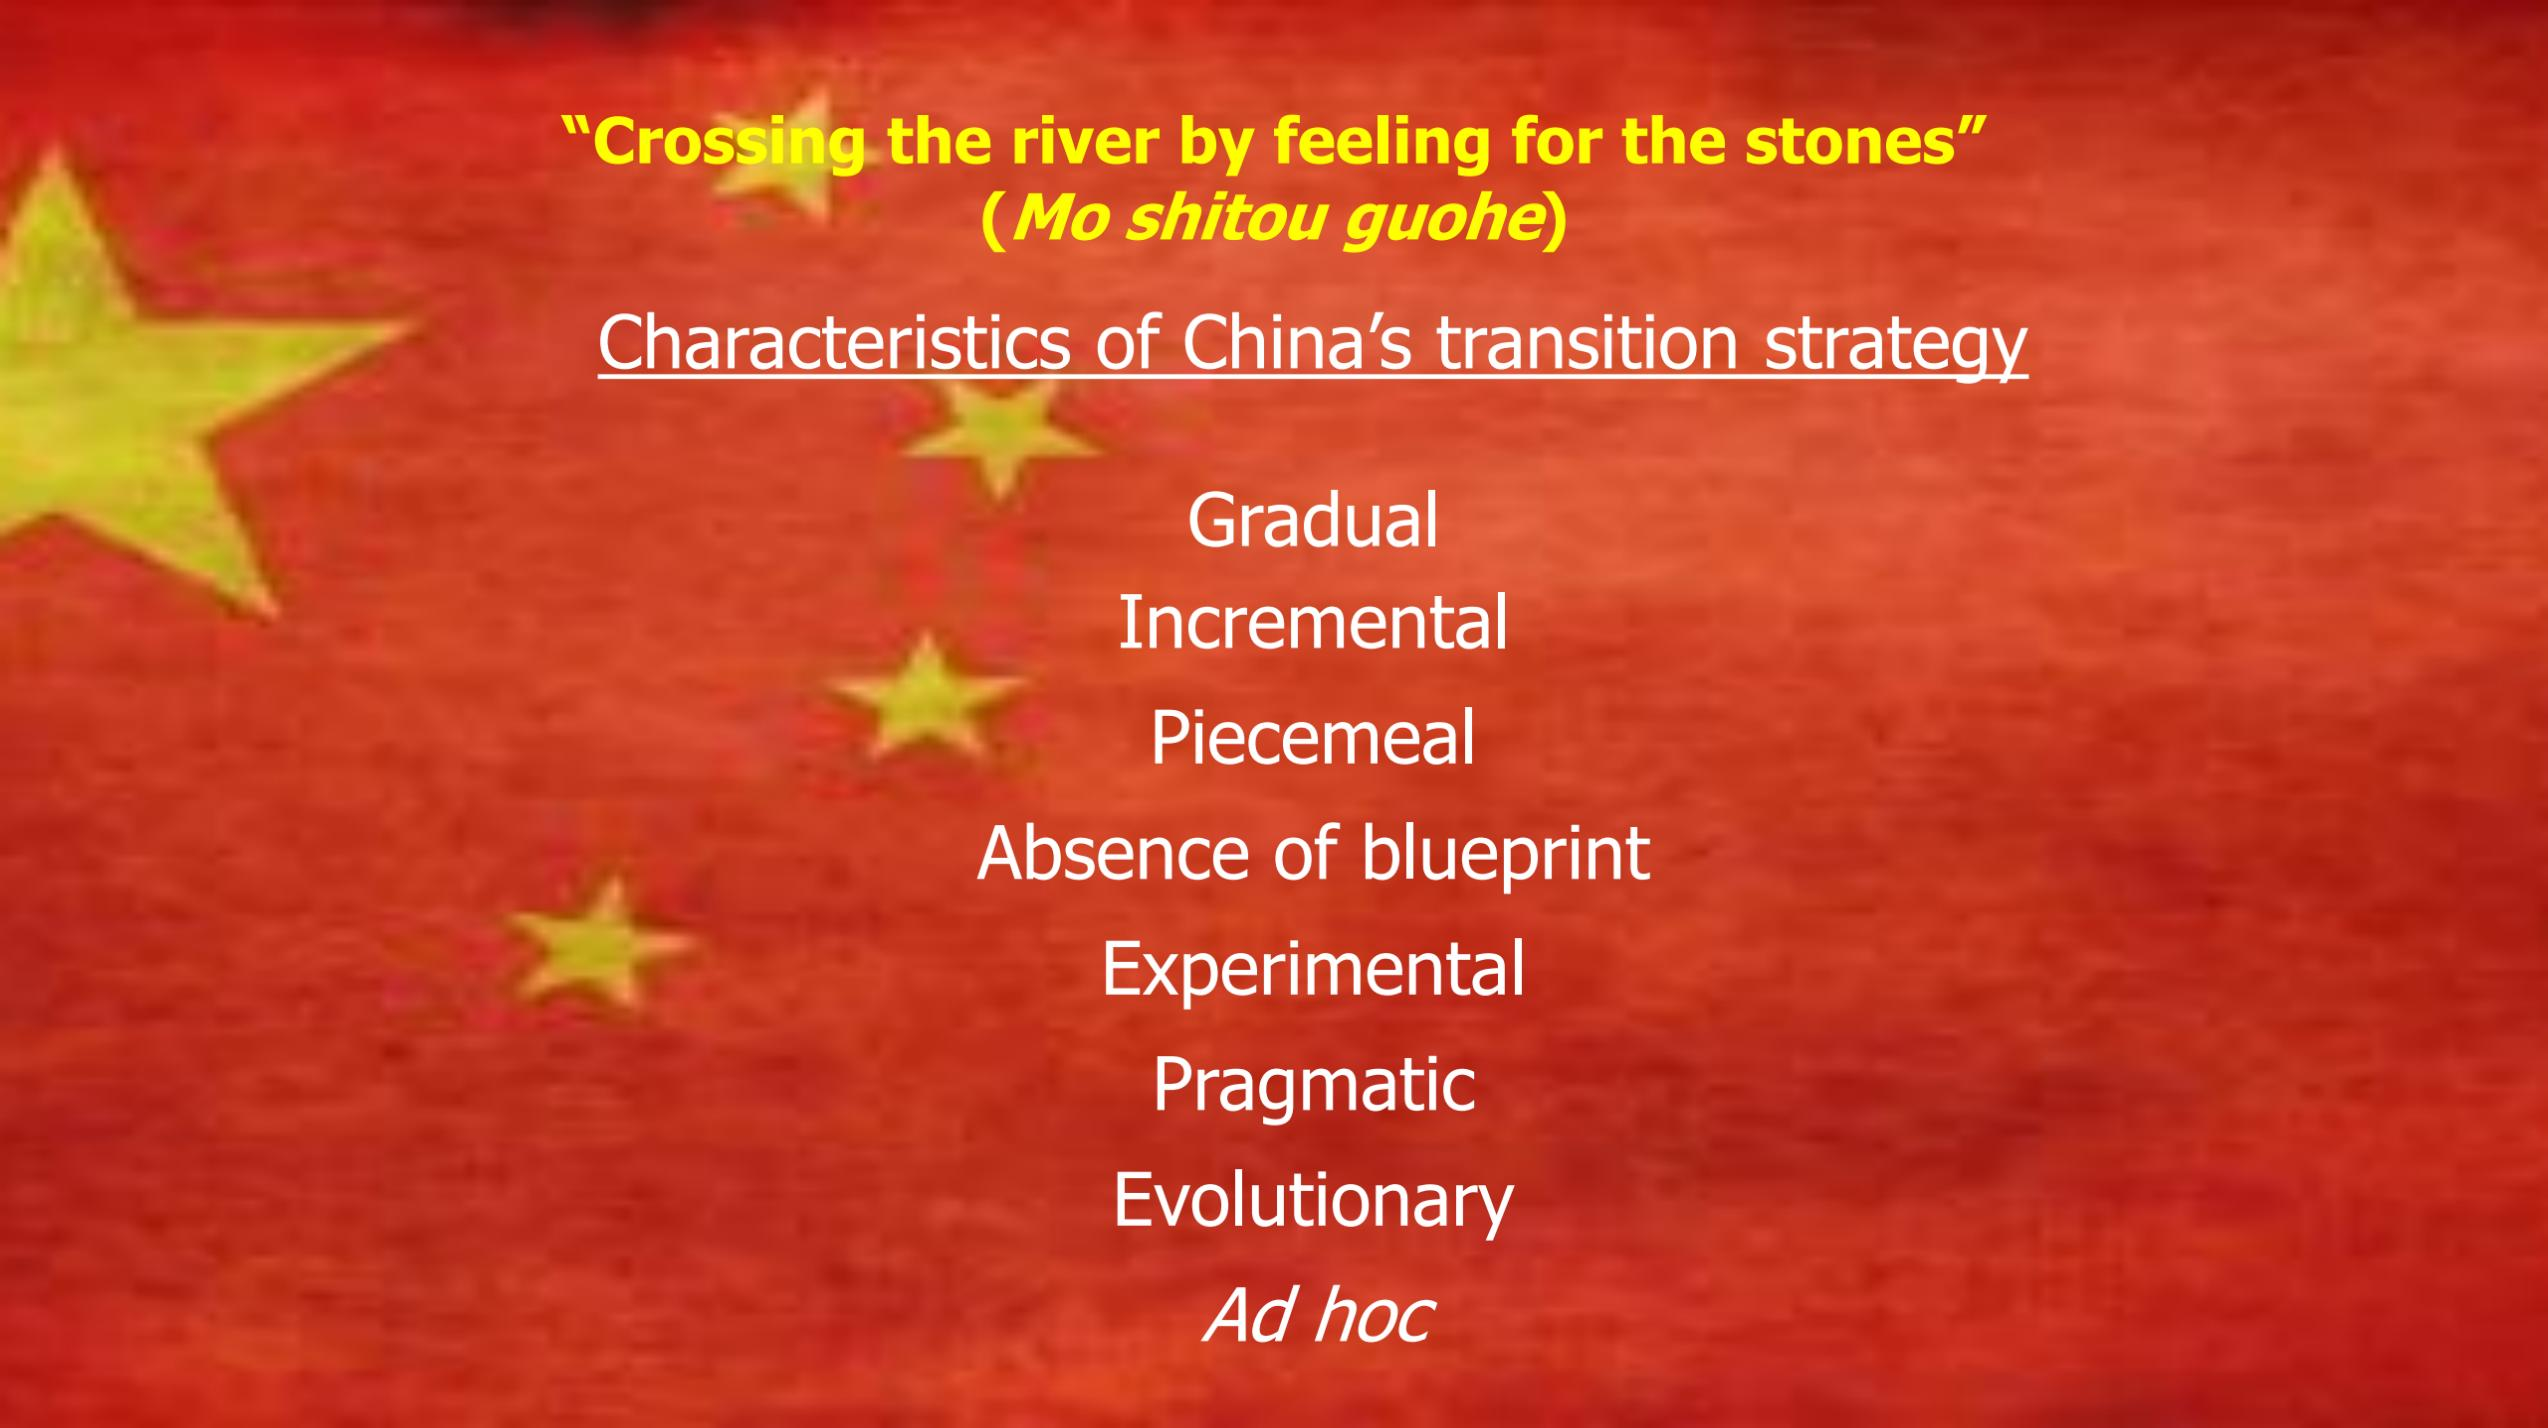 “Crossing the river by feeling for the stones”
(Mo shitou guohe)
Characteristics of China’s transition strategy
Gradual
Incremental
Piecemeal
Absence of blueprint
Experimental
Pragmatic
Evolutionary
Ad hoc